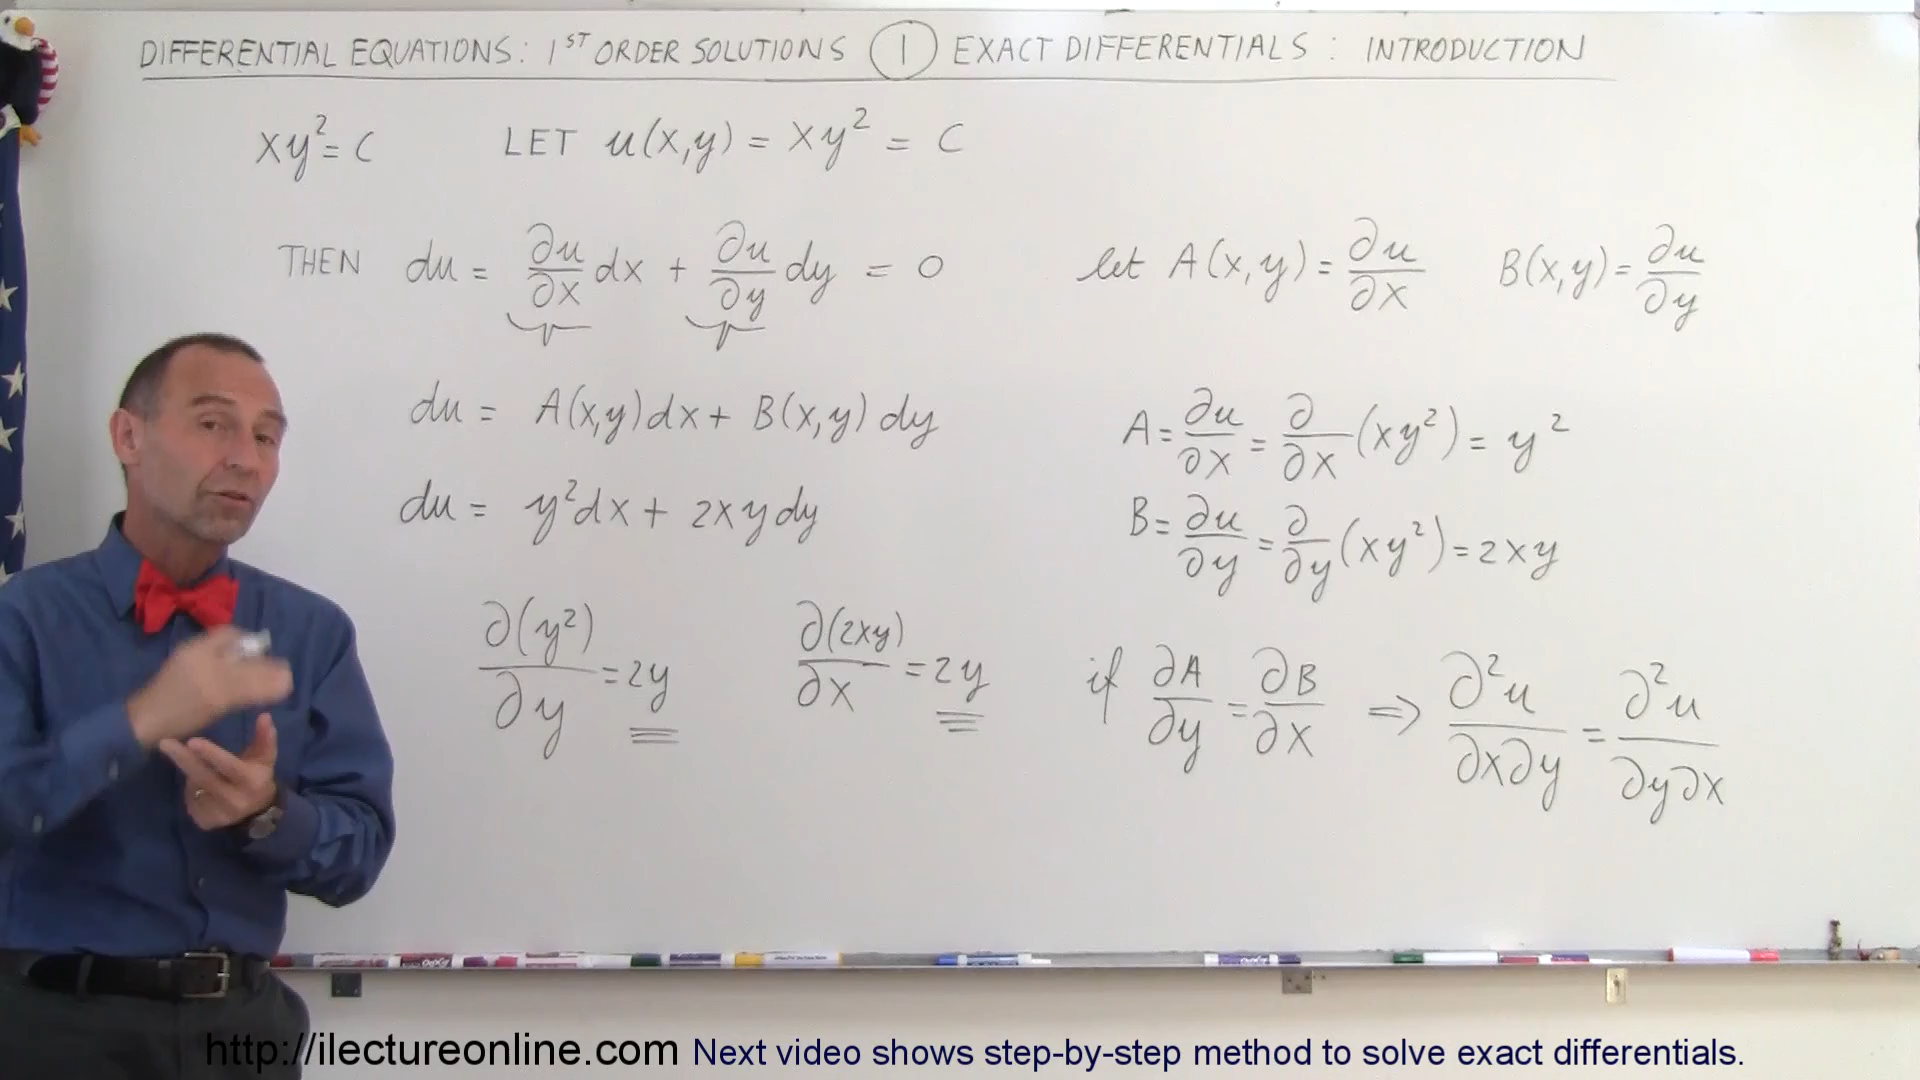 DIFFERENTIAL EQUATIONS: 1ST ORDER SOLUTIONS ① EXACT DIFFERENTIALS: INTRODUCTION
xy² = C LET u(x,y) = xy² = C
THEN du = ∂u/∂x dx + ∂u/∂y dy = 0 let A(x,y) = ∂u/∂x B(x,y) = ∂u/∂y
du = A(x,y)dx + B(x,y)dy A = ∂u/∂x = ∂/∂x (xy²) = y²
du = y²dx + 2xydy B = ∂u/∂y = ∂/∂y (xy²) = 2xy
∂(y²)/∂y = 2y ∂(2xy)/∂x = 2y if ∂A/∂y = ∂B/∂x ⇒ ∂²u/∂x∂y = ∂²u/∂y∂x
http://ilectureonline.com Next video shows step-by-step method to solve exact differentials.